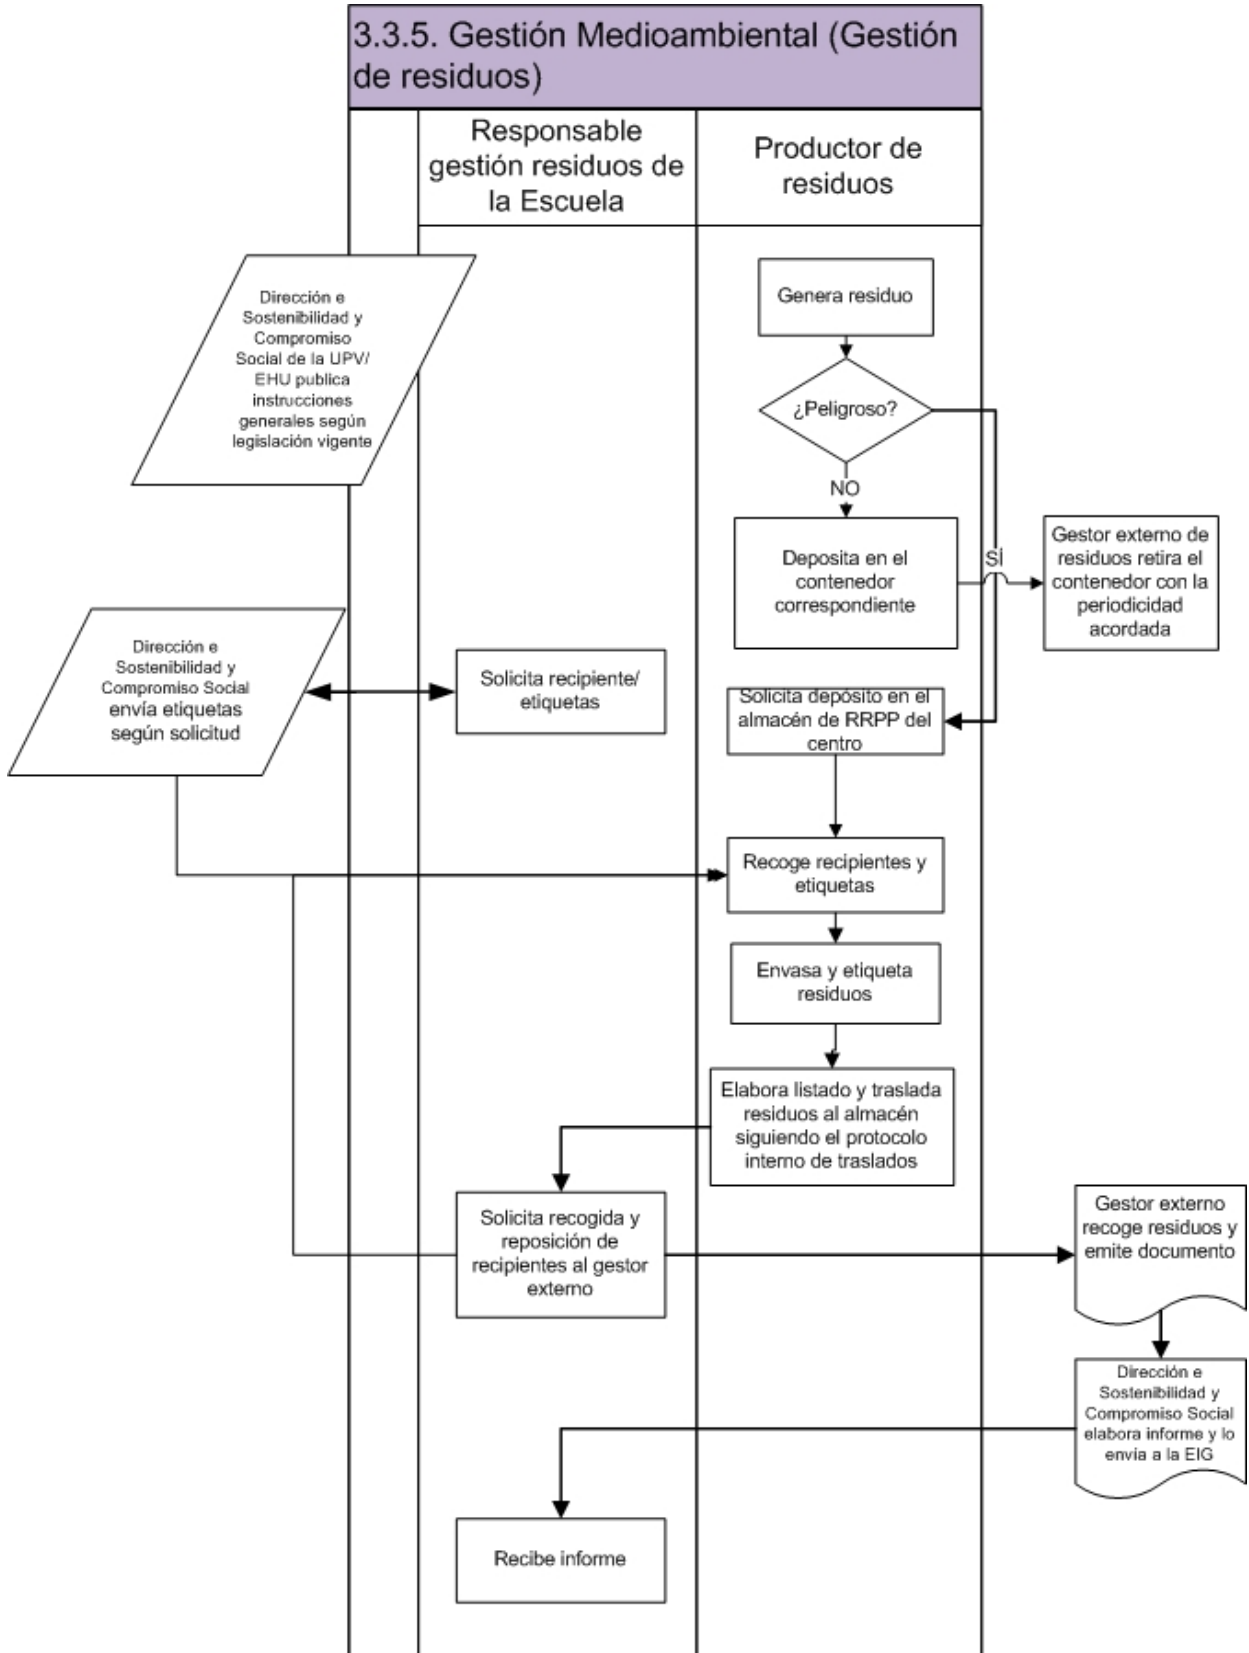 3.3.5. Gestión Medioambiental (Gestión
de residuos)
Responsable
gestión residuos de
la Escuela
Productor de
residuos
Dirección e
Sostenibilidad y
Compromiso
Social de la UPV/
EHU publica
instrucciones
generales según
legislación vigente
Genera residuo
¿Peligroso?
NO
SÍ
Deposita en el
contenedor
correspondiente
Gestor externo de
residuos retira el
contenedor con la
periodicidad
acordada
Dirección e
Sostenibilidad y
Compromiso Social
envía etiquetas
según solicitud
Solicita recipiente/
etiquetas
Solicita depósito en el
almacén de RRPP del
centro
Recoge recipientes y
etiquetas
Envasa y etiqueta
residuos
Elabora listado y traslada
residuos al almacén
siguiendo el protocolo
interno de traslados
Solicita recogida y
reposición de
recipientes al gestor
externo
Gestor externo
recoge residuos y
emite documento
Dirección e
Sostenibilidad y
Compromiso Social
elabora informe y lo
envía a la EIG
Recibe informe